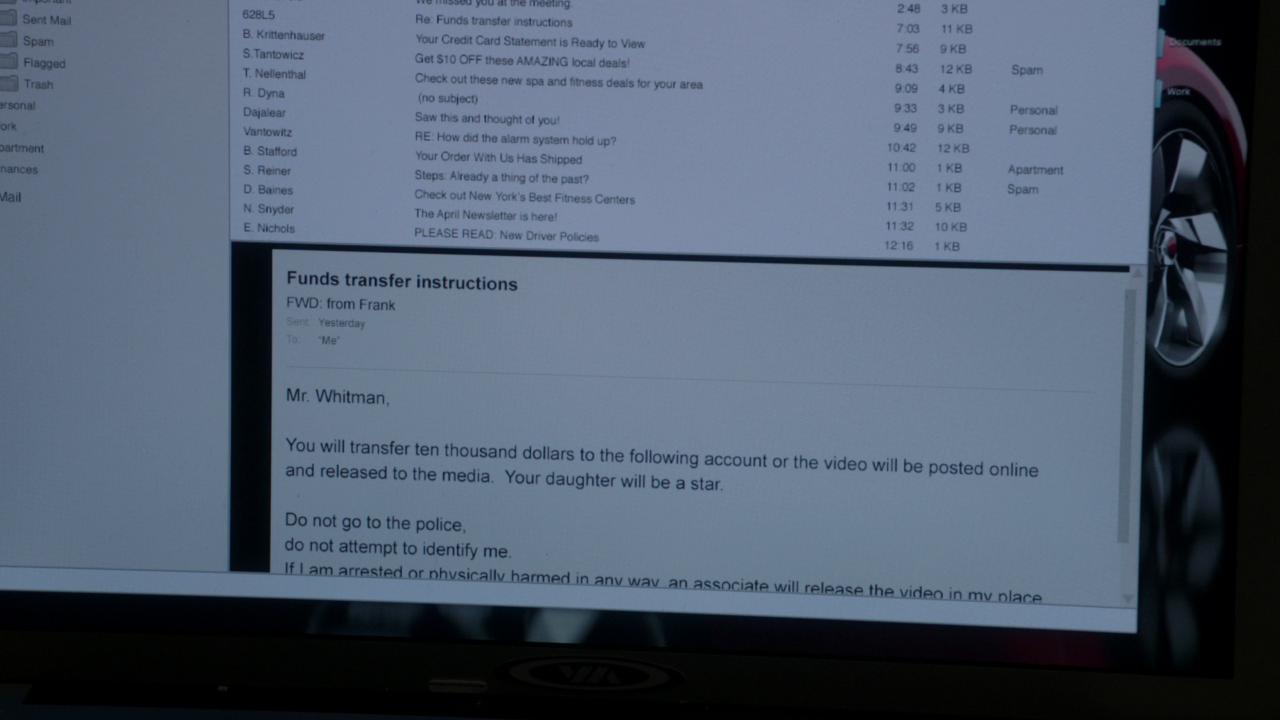 Sent Mail
Spam
Flagged
Trash
We missed you at the meeting. 2:48 3 KB
628L5 Re: Funds transfer instructions 7:03 11 KB
B. Krittenhauser Your Credit Card Statement is Ready to View 7:56 9 KB
S.Tantowicz Get $10 OFF these AMAZING local deals! 8:43 12 KB Spam
T. Nellenthal Check out these new spa and fitness deals for your area 9:09 4 KB
R. Dyna (no subject) 9:33 3 KB Personal
Dajalear Saw this and thought of you! 9:49 9 KB Personal
Vantowitz RE: How did the alarm system hold up? 10:42 12 KB
B. Stafford Your Order With Us Has Shipped 11:00 1 KB Apartment
S. Reiner Steps: Already a thing of the past? 11:02 1 KB Spam
D. Baines Check out New York's Best Fitness Centers 11:31 5 KB
N. Snyder The April Newsletter is here! 11:32 10 KB
E. Nichols PLEASE READ: New Driver Policies 12:16 1 KB
Mail
Documents
Work
Funds transfer instructions
FWD: from Frank
Sent: Yesterday
To: "Me"
Mr. Whitman,
You will transfer ten thousand dollars to the following account or the video will be posted online
and released to the media. Your daughter will be a star.
Do not go to the police,
do not attempt to identify me.
If I am arrested or physically harmed in any way, an associate will release the video in my place